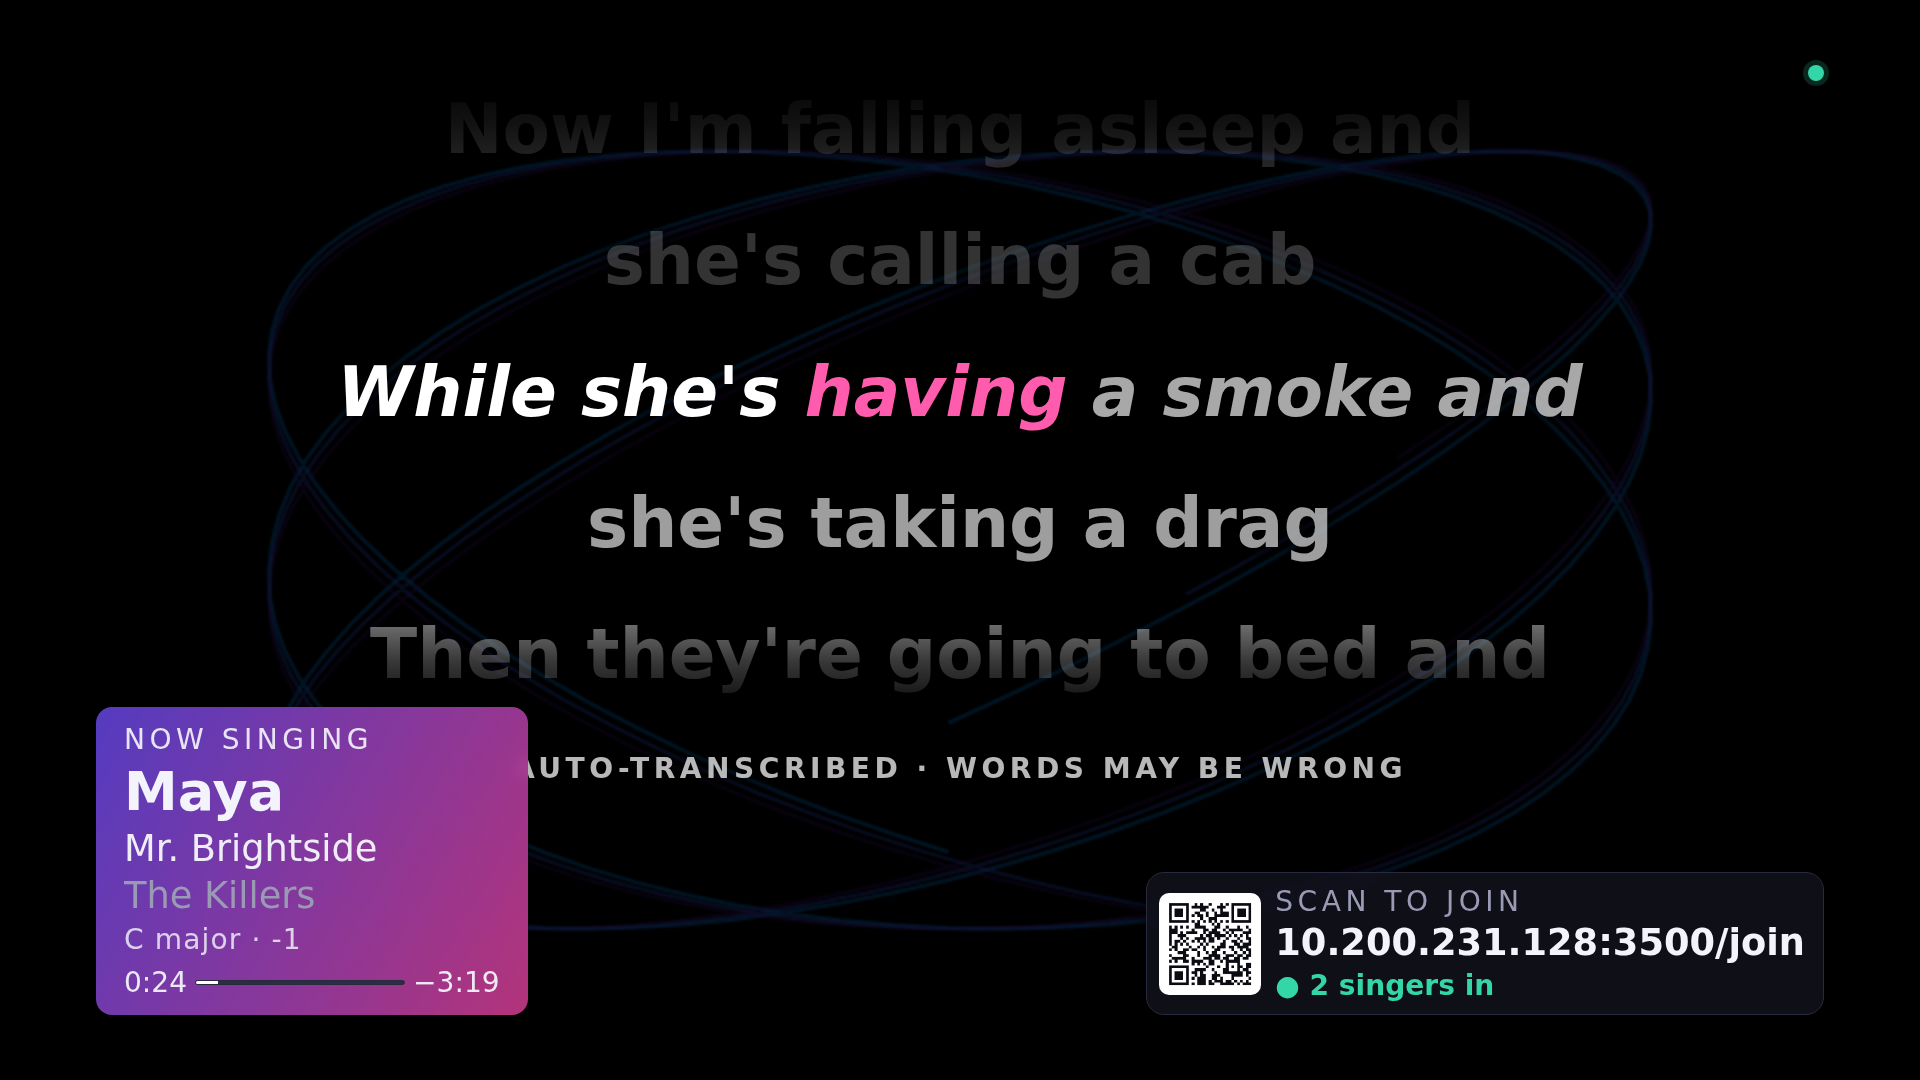 Now I'm falling asleep and
she's calling a cab
While she's having a smoke and
she's taking a drag
Then they're going to bed and
AUTO-TRANSCRIBED · WORDS MAY BE WRONG
NOW SINGING
Maya
Mr. Brightside
The Killers
C major · -1
0:24 −3:19
SCAN TO JOIN
10.200.231.128:3500/join
2 singers in